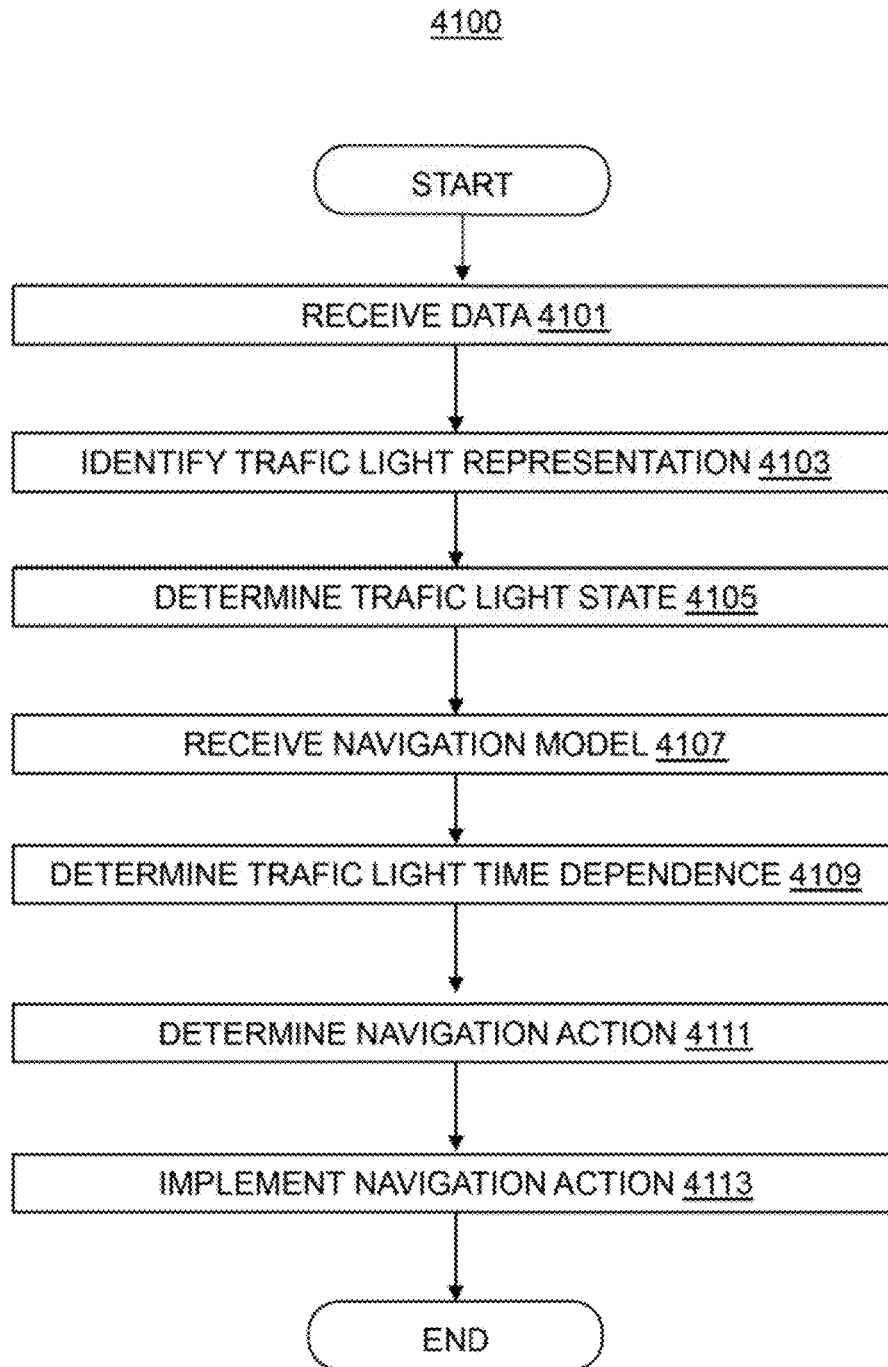 4100
START
RECEIVE DATA 4101
IDENTIFY TRAFIC LIGHT REPRESENTATION 4103
DETERMINE TRAFIC LIGHT STATE 4105
RECEIVE NAVIGATION MODEL 4107
DETERMINE TRAFIC LIGHT TIME DEPENDENCE 4109
DETERMINE NAVIGATION ACTION 4111
IMPLEMENT NAVIGATION ACTION 4113
END